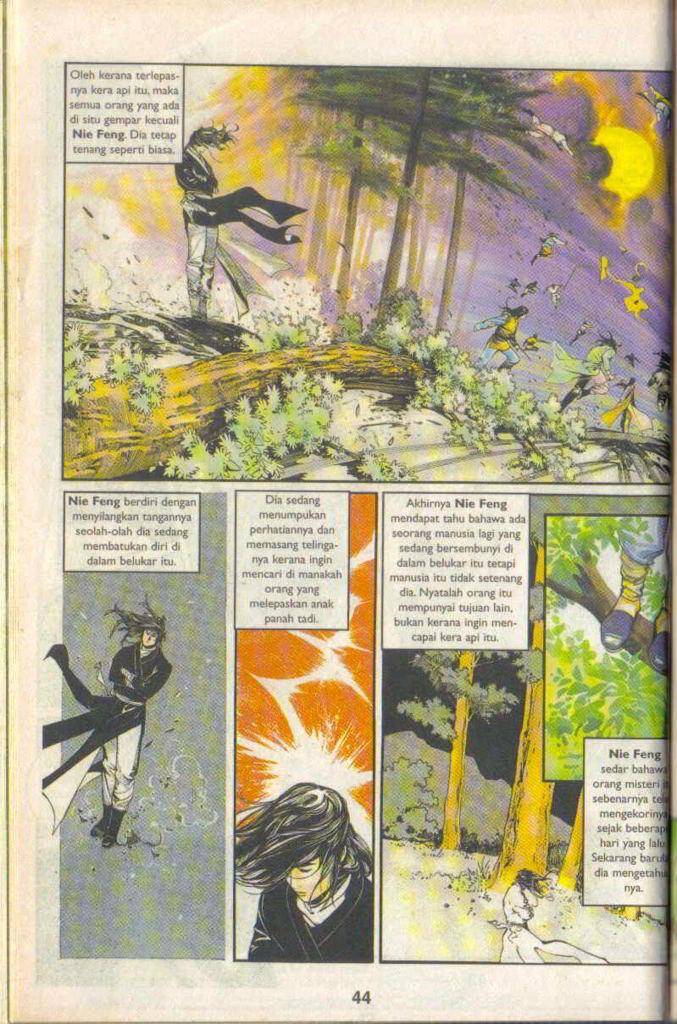 Oleh kerana terlepas-
nya kera api itu, maka
semua orang yang ada
di situ gempar kecuali
Nie Feng. Dia tetap
tenang seperti biasa.
Nie Feng berdiri dengan
menyilangkan tangannya
seolah-olah dia sedang
membatukan diri di
dalam belukar itu.
Dia sedang
menumpukan
perhatiannya dan
memasang telinga-
nya kerana ingin
mencari di manakah
orang yang
melepaskan anak
panah tadi.
Akhirnya Nie Feng
mendapat tahu bahawa ada
seorang manusia lagi yang
sedang bersembunyi di
dalam belukar itu tetapi
manusia itu tidak setenang
dia. Nyatalah orang itu
mempunyai tujuan lain,
bukan kerana ingin men-
capai kera api itu.
Nie Feng
sedar bahawa
orang misteri
sebenarnya
mengekorinya
sejak
hari yang lalu
Sekarang
dia
nya.
44